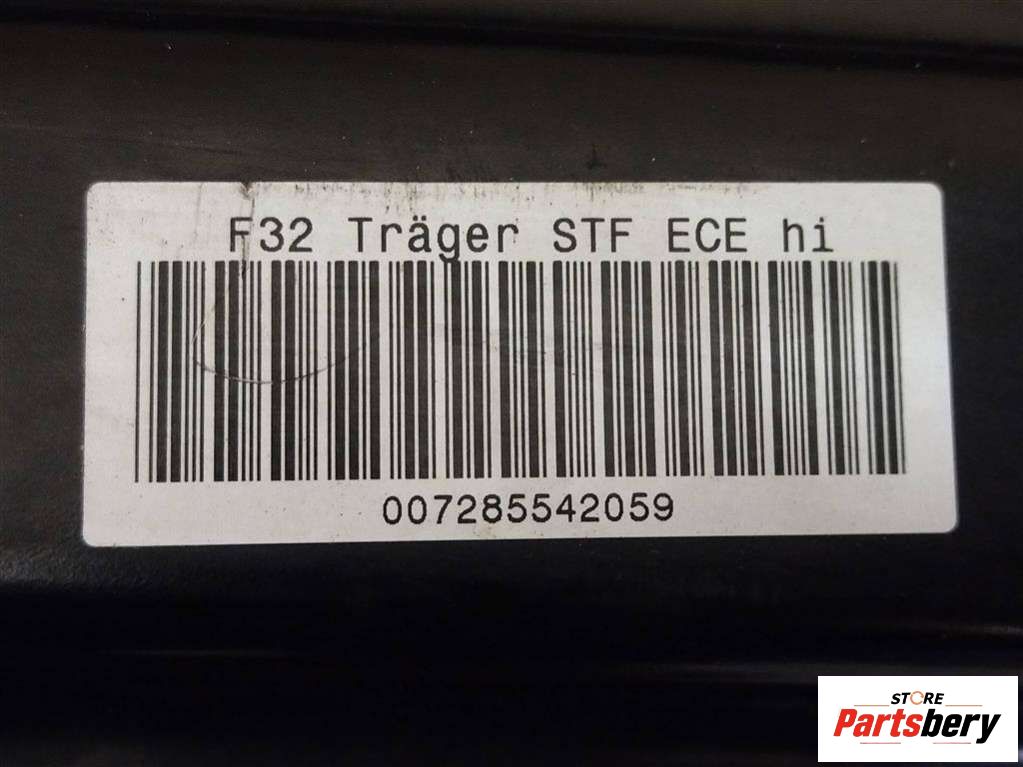 F32 Träger STF ECE hi
007285542059
STORE
Partsbery